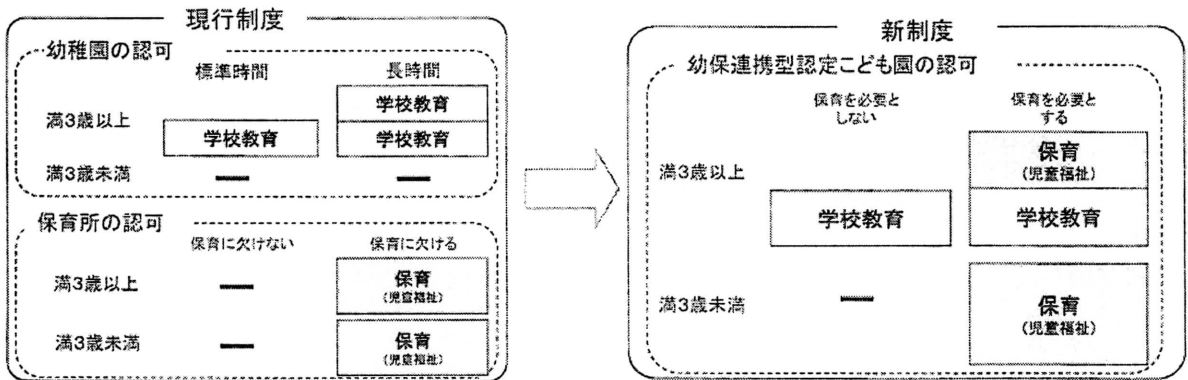 現行制度
幼稚園の認可
標準時間
長時間
満3歳以上
学校教育
学校教育
学校教育
満3歳未満
ー
ー
保育所の認可
保育に欠けない
保育に欠ける
満3歳以上
ー
保育
(児童福祉)
満3歳未満
ー
保育
(児童福祉)
新制度
幼保連携型認定こども園の認可
保育を必要と
しない
保育を必要と
する
満3歳以上
学校教育
保育
(児童福祉)
学校教育
満3歳未満
ー
保育
(児童福祉)